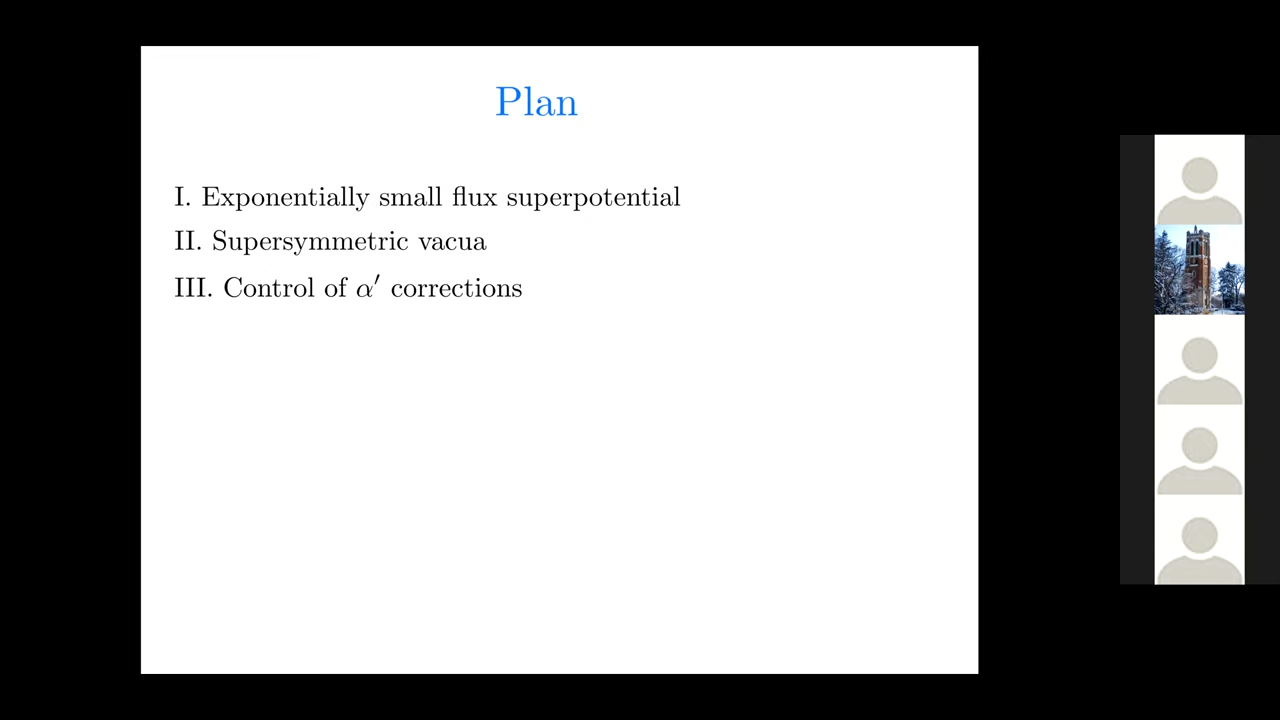 Plan
I. Exponentially small flux superpotential
II. Supersymmetric vacua
III. Control of α′ corrections